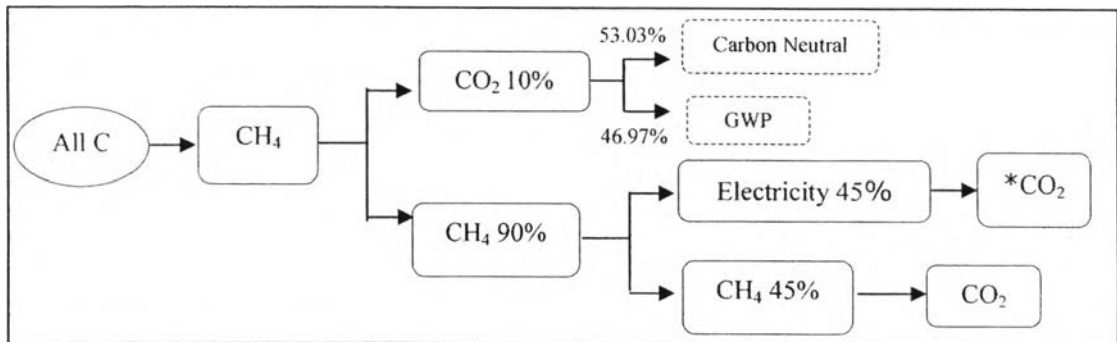 All C
CH₄
CO₂ 10%
53.03%
Carbon Neutral
46.97%
GWP
CH₄ 90%
Electricity 45%
*CO₂
CH₄ 45%
CO₂